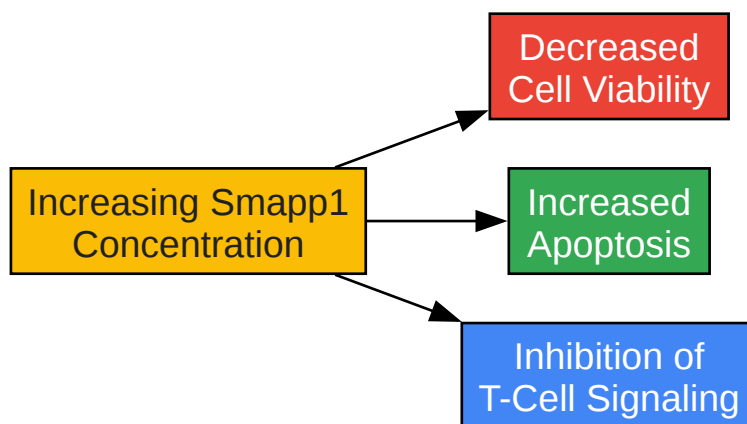 Decreased
Cell Viability
Increasing Smapp1
Concentration
Increased
Apoptosis
Inhibition of
T-Cell Signaling